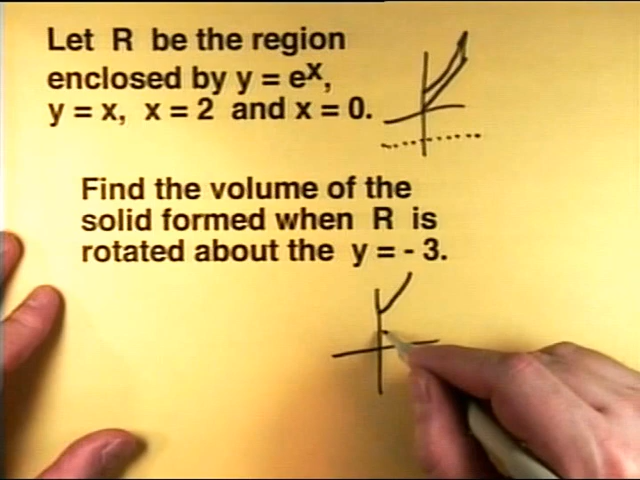 Let R be the region
enclosed by y = eˣ,
y = x, x = 2 and x = 0.
Find the volume of the
solid formed when R is
rotated about the y = - 3.